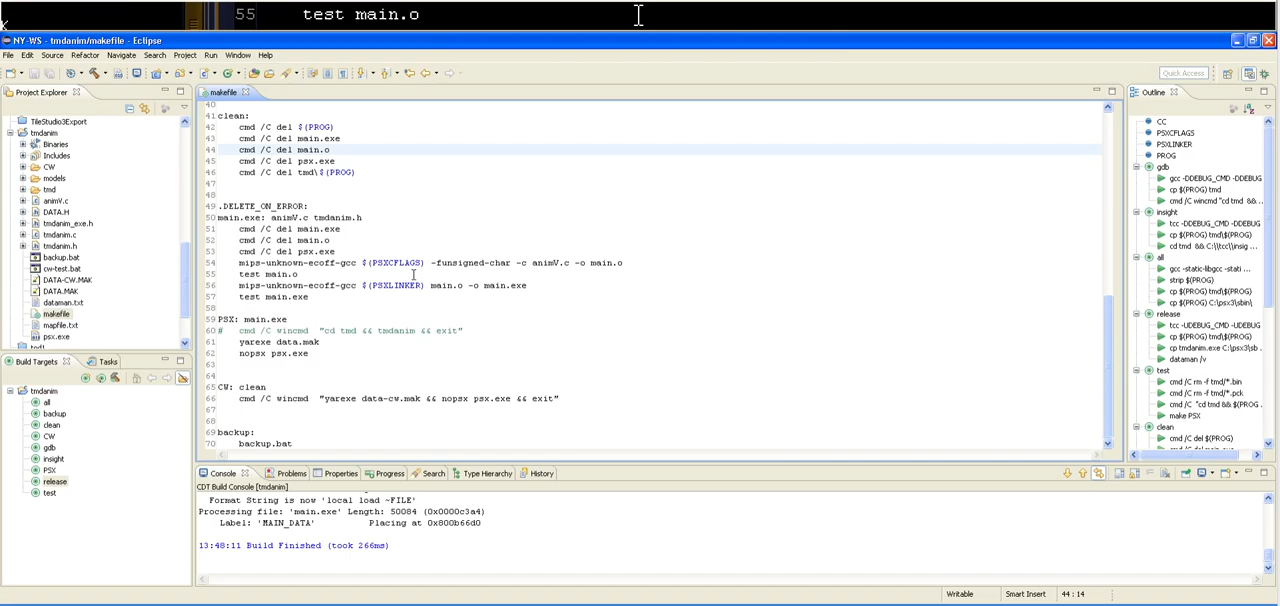 55 test main.o
NY-WS - tmdanim/makefile - Eclipse
File Edit Source Refactor Navigate Search Project Run Window Help
Quick Access
Project Explorer
TileStudio3Export
tmdanim
Binaries
Includes
CW
models
tmd
animV.c
DATA.H
tmdanim_exe.h
tmdanim.c
tmdanim.h
backup.bat
cw-test.bat
DATA-CW.MAK
DATA.MAK
dataman.txt
makefile
mapfile.txt
psx.exe
Build Targets Tasks
tmdanim
all
backup
clean
CW
gdb
insight
PSX
release
test
makefile
40
41 clean:
42 cmd /C del $(PROG)
43 cmd /C del main.exe
44 cmd /C del main.o
45 cmd /C del psx.exe
46 cmd /C del tmd\$(PROG)
47
48
49 .DELETE_ON_ERROR:
50 main.exe: animV.c tmdanim.h
51 cmd /C del main.exe
52 cmd /C del main.o
53 cmd /C del psx.exe
54 mips-unknown-ecoff-gcc $(PSXCFLAGS) -funsigned-char -c animV.c -o main.o
55 test main.o
56 mips-unknown-ecoff-gcc $(PSXLINKER) main.o -o main.exe
57 test main.exe
58
59 PSX: main.exe
60 # cmd /C wincmd "cd tmd && tmdanim && exit"
61 yarexe data.mak
62 nopsx psx.exe
63
64
65 CW: clean
66 cmd /C wincmd "yarexe data-cw.mak && nopsx psx.exe && exit"
67
68
69 backup:
70 backup.bat
Outline
CC
PSXCFLAGS
PSXLINKER
PROG
gdb
gcc -DDEBUG_CMD -DDEBUG
cp $(PROG) tmd
cmd /C wincmd "cd tmd &&...
insight
tcc -DDEBUG_CMD -DDEBUG
cp $(PROG) tmd\$(PROG)
cd tmd && C:\\tcc\\insig ...
all
gcc -static-libgcc -stati ...
strip $(PROG)
cp $(PROG) tmd\$(PROG)
cp $(PROG) C:\psx3\sbin\
release
tcc -UDEBUG_CMD -UDEBUG
cp $(PROG) tmd\$(PROG)
cp tmdanim.exe C:\psx3\sb ...
dataman /v
test
cmd /C rm -f tmd/*.bin
cmd /C rm -f tmd/*.pck
cmd /C "cd tmd && $(PROG
make PSX
clean
cmd /C del $(PROG)
Console Problems Properties Progress Search Type Hierarchy History
CDT Build Console [tmdanim]
Format String is now 'local load ~FILE'
Processing file: 'main.exe' Length: 50084 (0x0000c3a4)
Label: 'MAIN_DATA' Placing at 0x800b66d0
13:48:11 Build Finished (took 266ms)
Writable Smart Insert 44 : 14